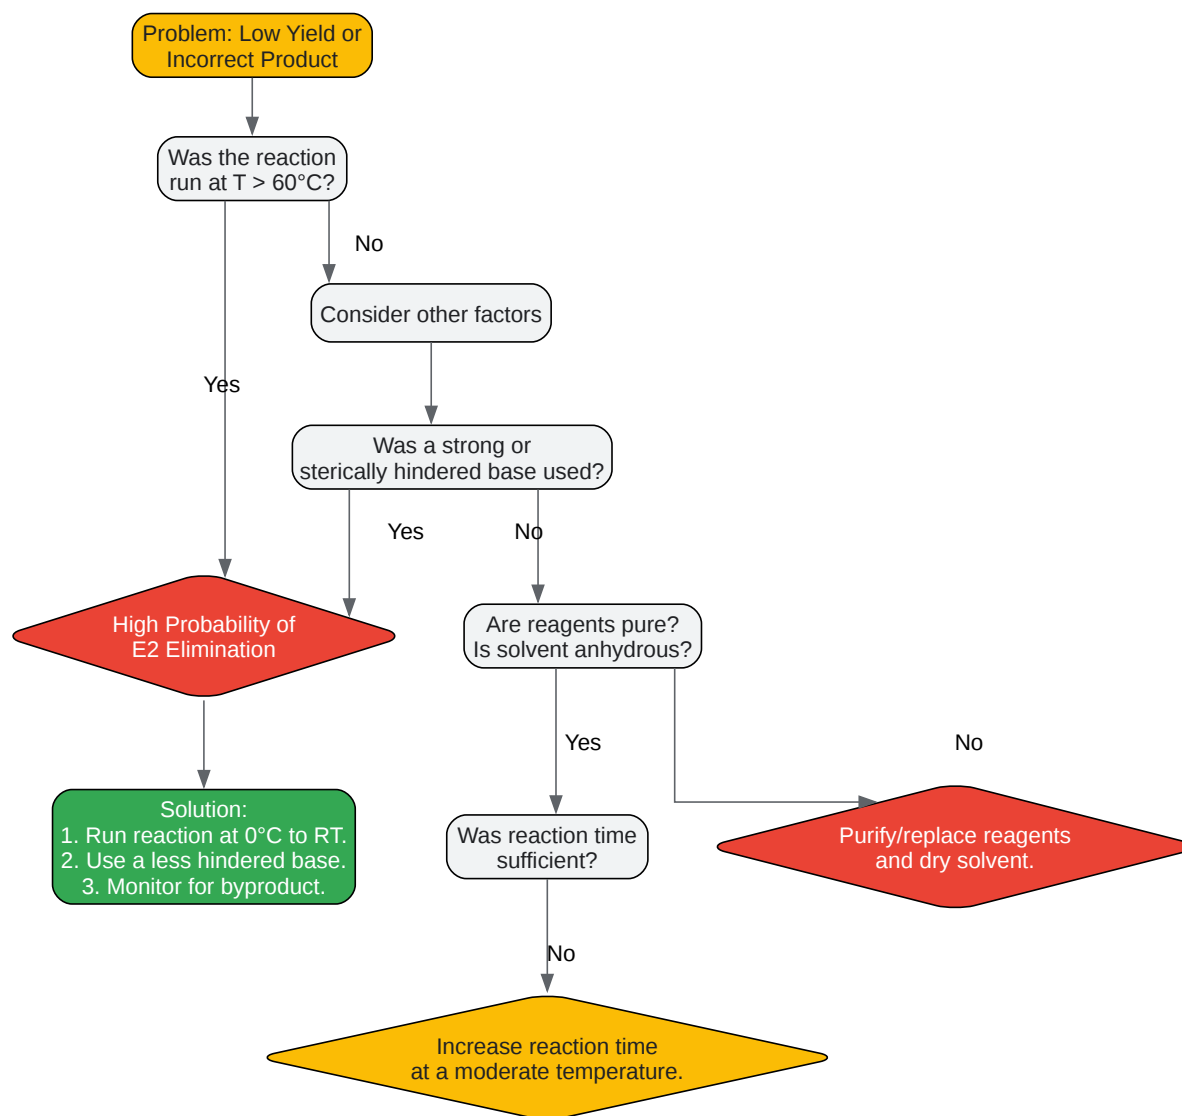 Problem: Low Yield or
Incorrect Product
Was the reaction
run at T > 60°C?
No
Consider other factors
Yes
Was a strong or
sterically hindered base used?
Yes
No
High Probability of
E2 Elimination
Are reagents pure?
Is solvent anhydrous?
Yes
No
Solution:
1. Run reaction at 0°C to RT.
2. Use a less hindered base.
3. Monitor for byproduct.
Was reaction time
sufficient?
Purify/replace reagents
and dry solvent.
No
Increase reaction time
at a moderate temperature.